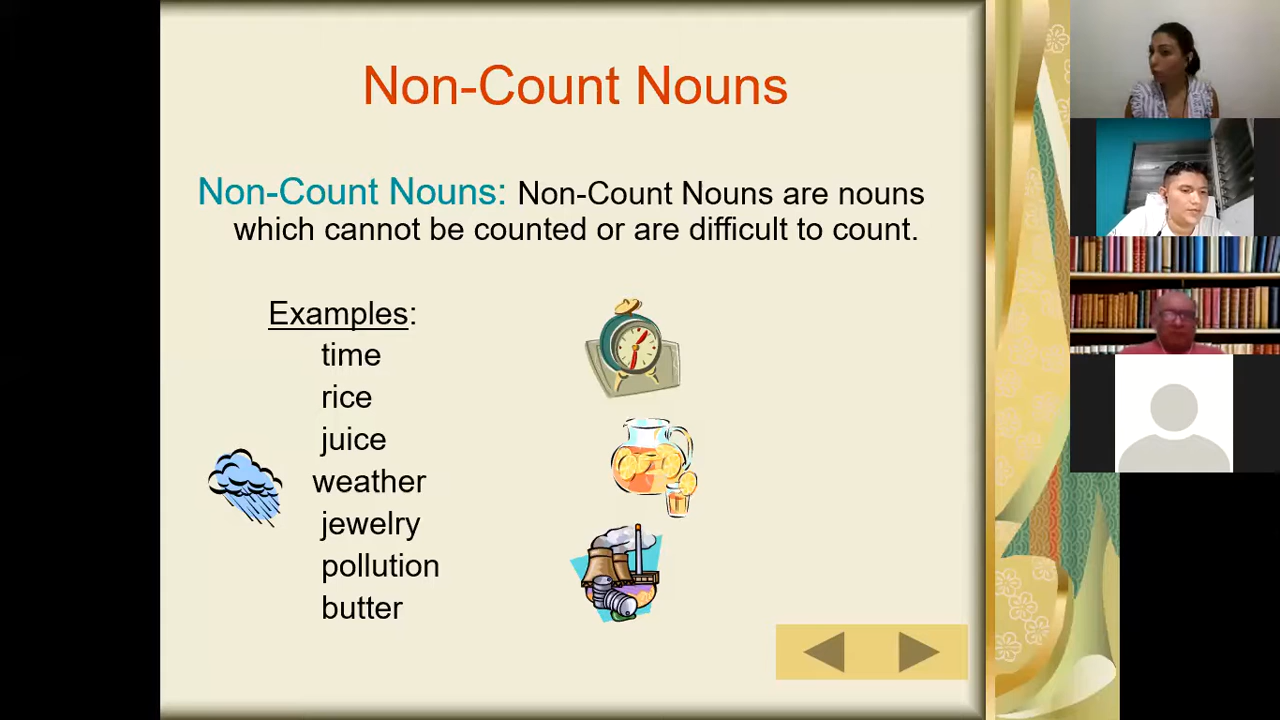 Non-Count Nouns
Non-Count Nouns: Non-Count Nouns are nouns
which cannot be counted or are difficult to count.
Examples:
time
rice
juice
weather
jewelry
pollution
butter